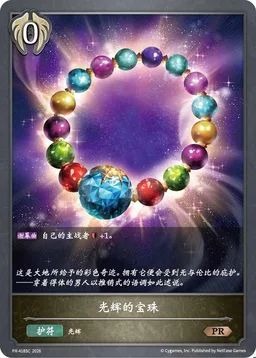 0
谢幕曲 自己的主战者+1。
这是大地所给予的彩色奇迹。拥有它便会受到光与伦比的庇护。
——穿着得体的男人以推销式的语调如此述说。
光辉的宝珠
护符 光辉
PR
PR-418SC 2026
© Cygames, Inc. Published by NetEase Games